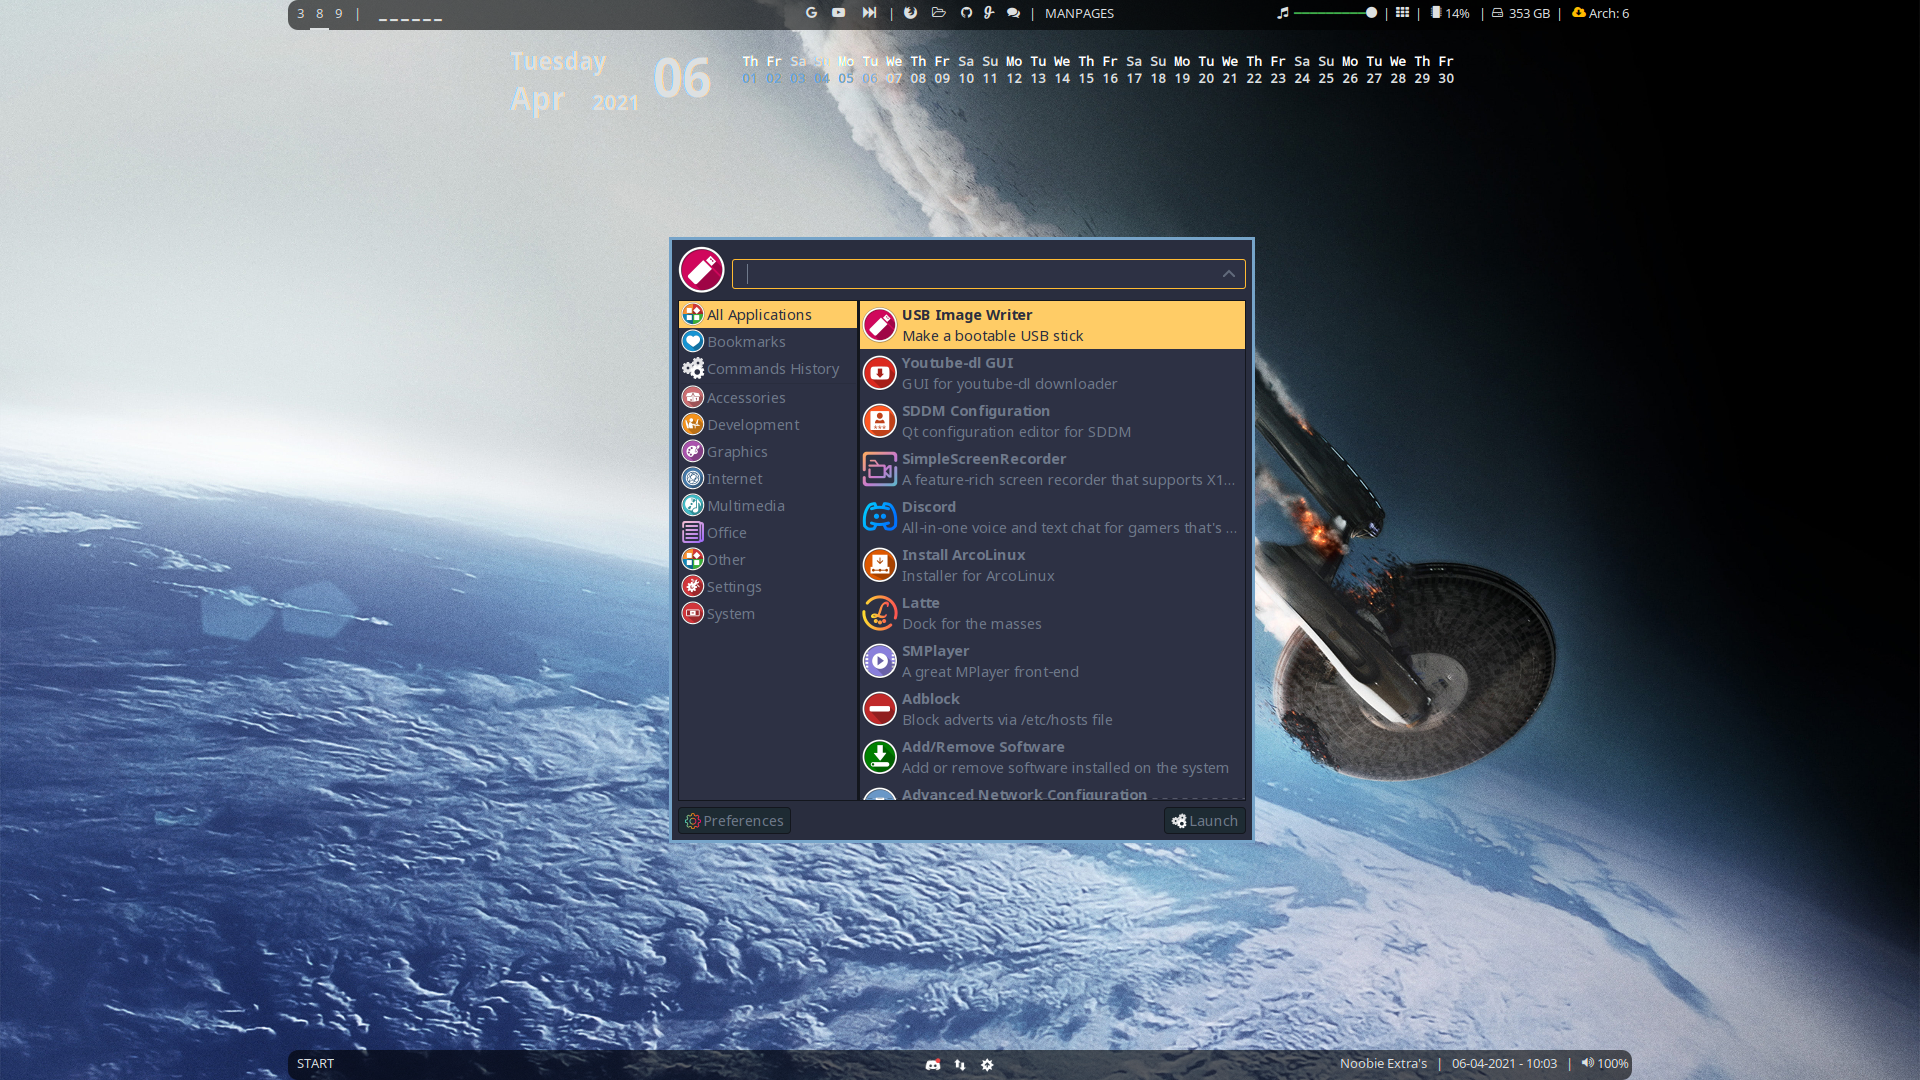 3 8 9 | ______
| | MANPAGES
| | 14% | 353 GB | Arch: 6
Tuesday
Apr 2021 06
Th Fr Sa Su Mo Tu We Th Fr Sa Su Mo Tu We Th Fr Sa Su Mo Tu We Th Fr Sa Su Mo Tu We Th Fr
01 02 03 04 05 06 07 08 09 10 11 12 13 14 15 16 17 18 19 20 21 22 23 24 25 26 27 28 29 30
All Applications
Bookmarks
Commands History
Accessories
Development
Graphics
Internet
Multimedia
Office
Other
Settings
System
USB Image Writer
Make a bootable USB stick
Youtube-dl GUI
GUI for youtube-dl downloader
SDDM Configuration
Qt configuration editor for SDDM
SimpleScreenRecorder
A feature-rich screen recorder that supports X1...
Discord
All-in-one voice and text chat for gamers that's ...
Install ArcoLinux
Installer for ArcoLinux
Latte
Dock for the masses
SMPlayer
A great MPlayer front-end
Adblock
Block adverts via /etc/hosts file
Add/Remove Software
Add or remove software installed on the system
Advanced Network Configuration
Preferences
Launch
START
Noobie Extra's | 06-04-2021 - 10:03 | 100%